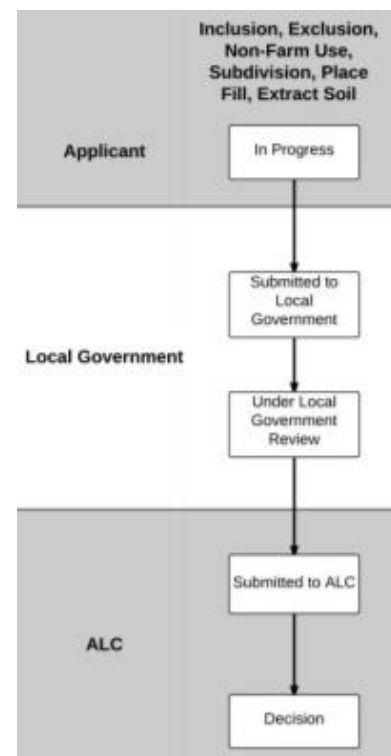 Inclusion, Exclusion,
Non-Farm Use,
Subdivision, Place
Fill, Extract Soil
Applicant
In Progress
Submitted to
Local
Government
Local Government
Under Local
Government
Review
Submitted to ALC
ALC
Decision